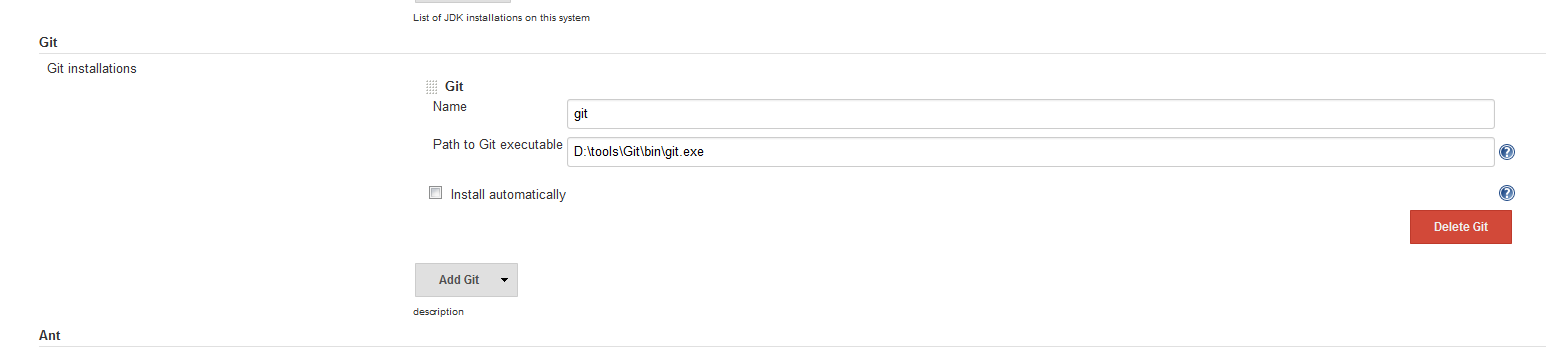 List of JDK installations on this system
Git
Git installations
Git
Name
git
Path to Git executable
D:\tools\Git\bin\git.exe
?
Install automatically
?
Delete Git
Add Git
description
Ant